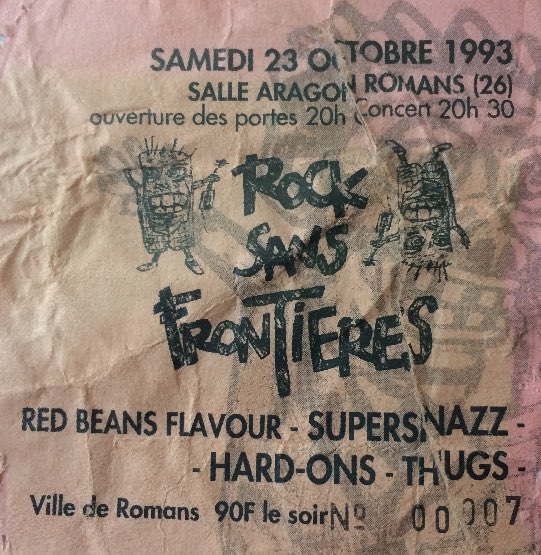 SAMEDI 23 OCTOBRE 1993
SALLE ARAGON ROMANS (26)
ouverture des portes 20h Concert 20h 30
ROCK
SANS
FRONTIERES
RED BEANS FLAVOUR - SUPERSNAZZ -
- HARD-ONS - THUGS -
Ville de Romans 90F le soir Nº 00007